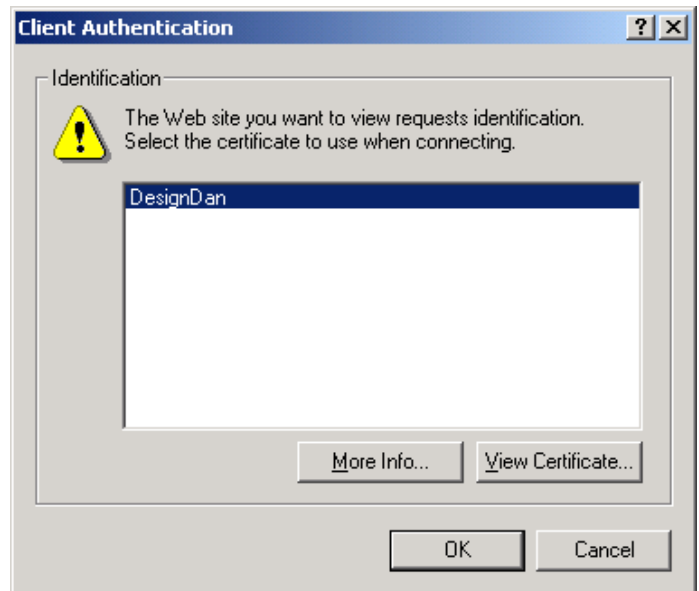 Client Authentication
Identification
The Web site you want to view requests identification.
Select the certificate to use when connecting.
DesignDan
More Info...
View Certificate...
OK
Cancel